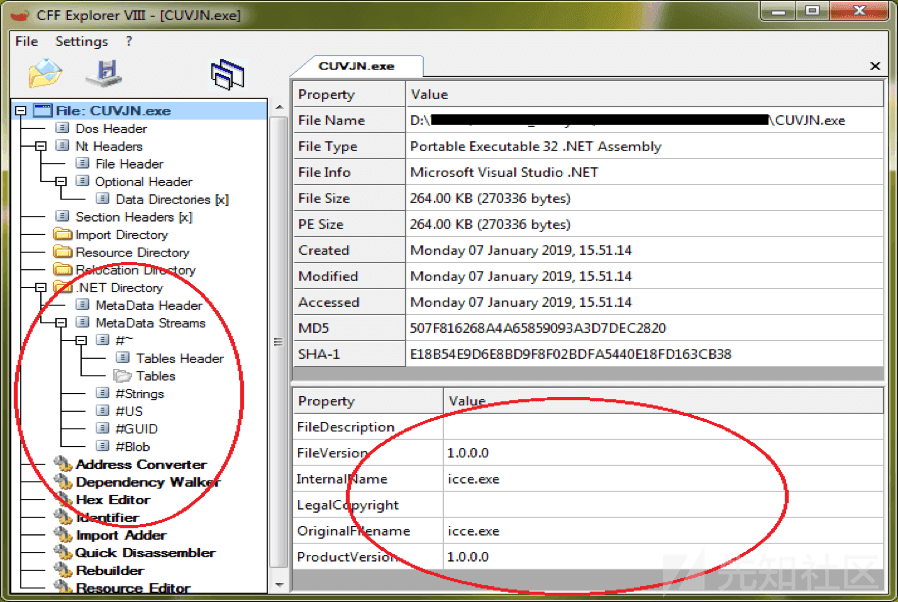 CFF Explorer VIII - [CUVJN.exe]
File Settings ?
File: CUVJN.exe
Dos Header
Nt Headers
File Header
Optional Header
Data Directories [x]
Section Headers [x]
Import Directory
Resource Directory
Relocation Directory
.NET Directory
MetaData Header
MetaData Streams
#~
Tables Header
Tables
#Strings
#US
#GUID
#Blob
Address Converter
Dependency Walker
Hex Editor
Identifier
Import Adder
Quick Disassembler
Rebuilder
Resource Editor
CUVJN.exe
Property Value
File Name D:\ \CUVJN.exe
File Type Portable Executable 32 .NET Assembly
File Info Microsoft Visual Studio .NET
File Size 264.00 KB (270336 bytes)
PE Size 264.00 KB (270336 bytes)
Created Monday 07 January 2019, 15.51.14
Modified Monday 07 January 2019, 15.51.14
Accessed Monday 07 January 2019, 15.51.14
MD5 507F816268A4A65859093A3D7DEC2820
SHA-1 E18B54E9D6E8BD9F8F02BDFA5440E18FD163CB38
Property Value
FileDescription
FileVersion 1.0.0.0
InternalName icce.exe
LegalCopyright
OriginalFilename icce.exe
ProductVersion 1.0.0.0
先知社区